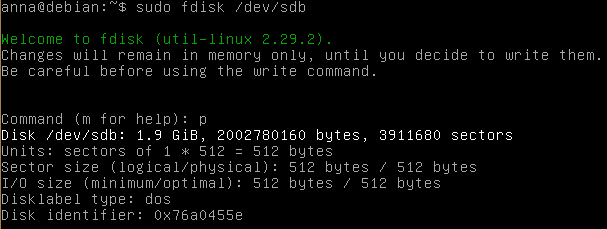 anna@debian:~$ sudo fdisk /dev/sdb
Welcome to fdisk (util-linux 2.29.2).
Changes will remain in memory only, until you decide to write them.
Be careful before using the write command.
Command (m for help): p
Disk /dev/sdb: 1.9 GiB, 2002780160 bytes, 3911680 sectors
Units: sectors of 1 * 512 = 512 bytes
Sector size (logical/physical): 512 bytes / 512 bytes
I/O size (minimum/optimal): 512 bytes / 512 bytes
Disklabel type: dos
Disk identifier: 0x76a0455e